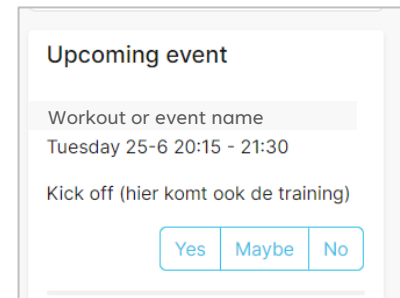 Upcoming event
Workout or event name
Tuesday 25-6 20:15 - 21:30
Kick off (hier komt ook de training)
Yes Maybe No